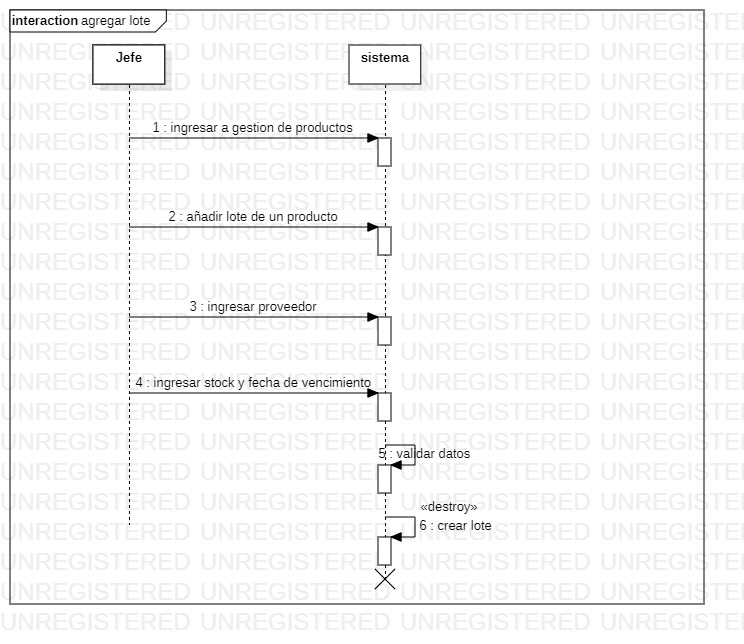 interaction agregar lote
Jefe
sistema
1 : ingresar a gestion de productos
2 : añadir lote de un producto
3 : ingresar proveedor
4 : ingresar stock y fecha de vencimiento
5 : validar datos
«destroy»
6 : crear lote
UNREGISTERED